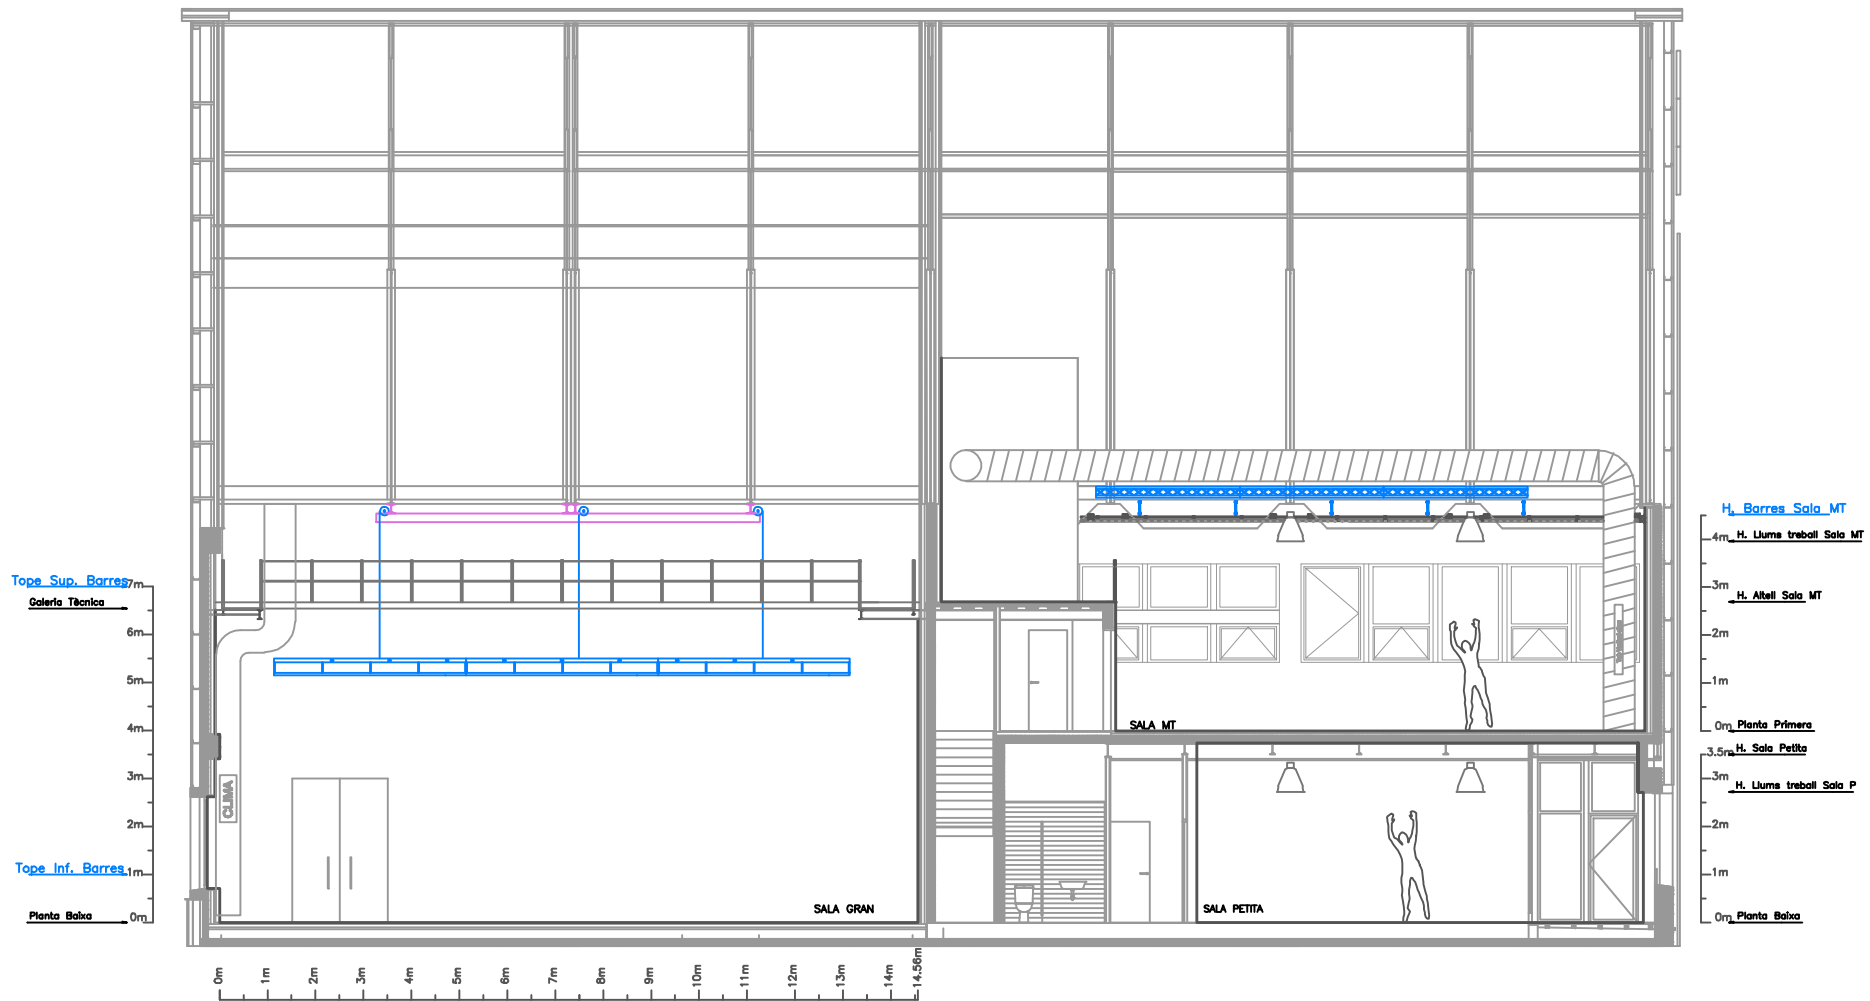 Tope Sup. Barres
7m
Galeria Tècnica
6m
5m
4m
3m
2m
Tope Inf. Barres
1m
0m
Planta Baixa
CLIMA
SALA GRAN
SALA MT
SALA PETITA
H. Barres Sala MT
4m
H. Llums treball Sala MT
3m
H. Altell Sala MT
2m
1m
0m
Planta Primera
3.5m
H. Sala Petita
3m
H. Llums treball Sala P
2m
1m
0m
Planta Baixa
0m
1m
2m
3m
4m
5m
6m
7m
8m
9m
10m
11m
12m
13m
14m
14.56m